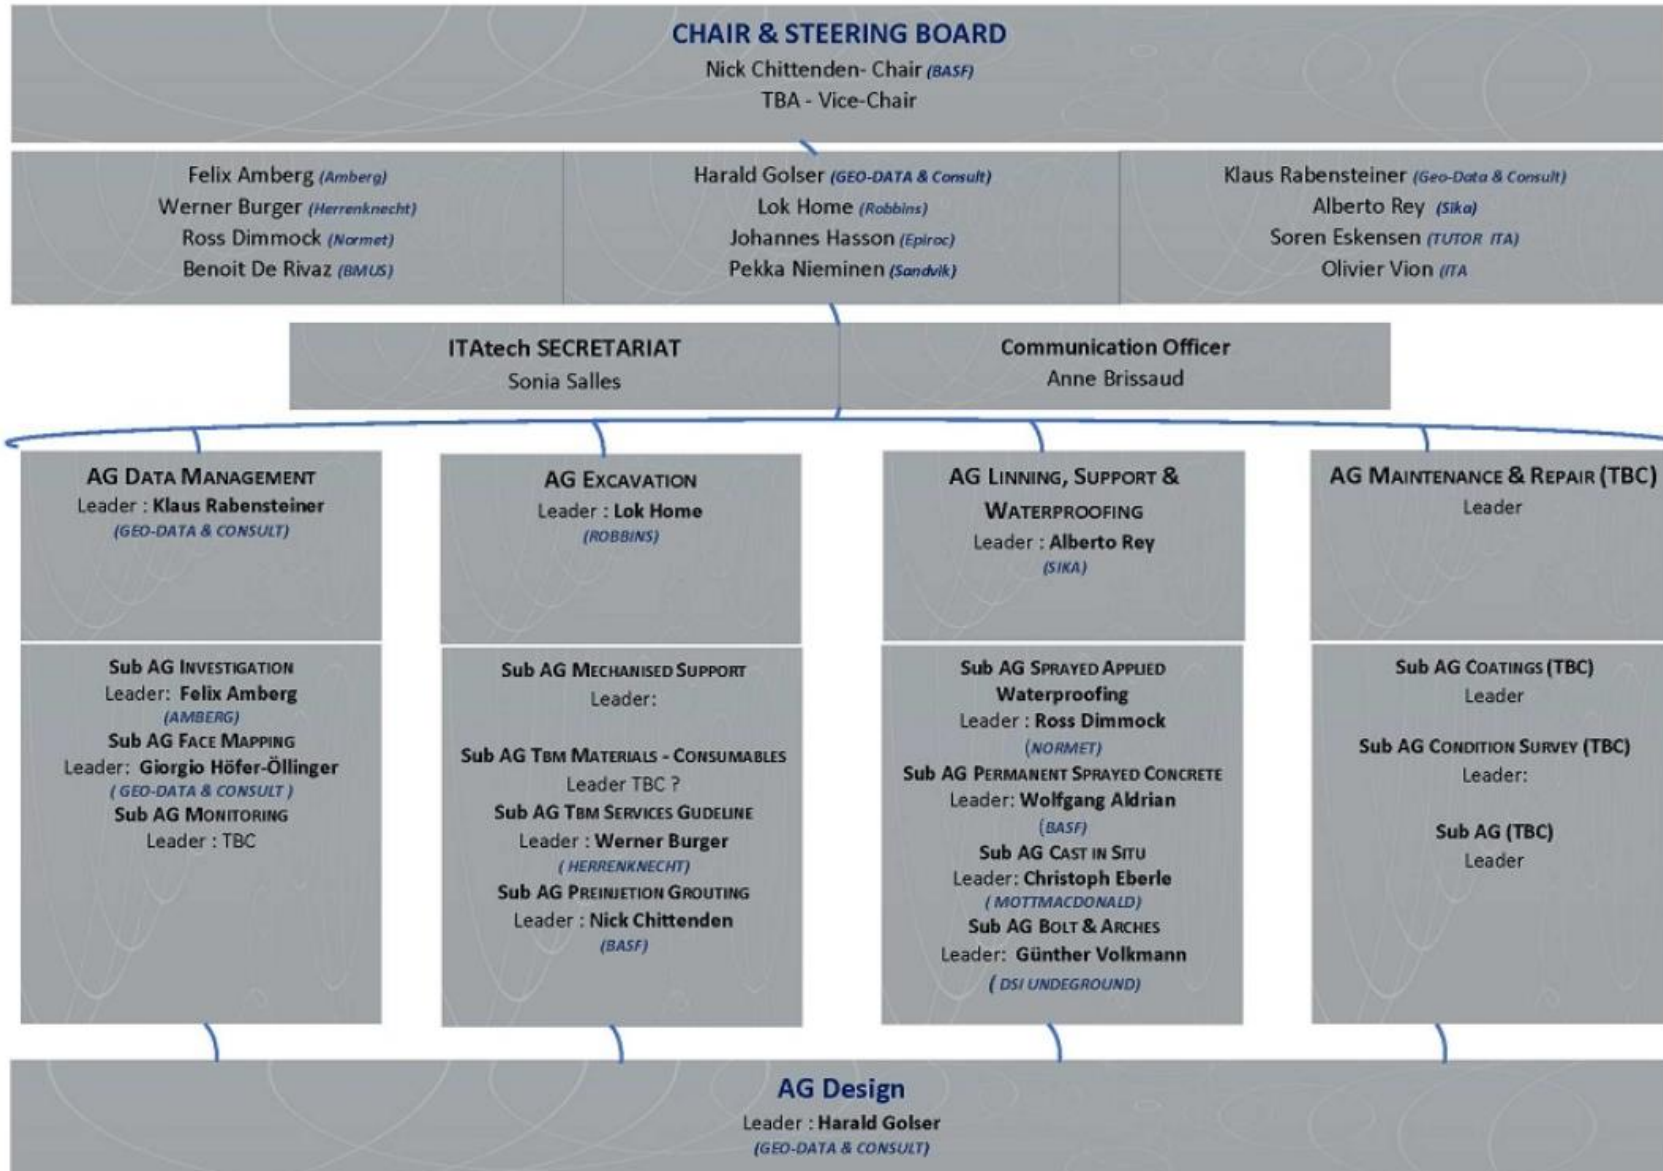 CHAIR & STEERING BOARD
Nick Chittenden- Chair (BASF)
TBA - Vice-Chair
Felix Amberg (Amberg)
Werner Burger (Herrenknecht)
Ross Dimmock (Normet)
Benoit De Rivaz (BMUS)
Harald Golser (GEO-DATA & Consult)
Lok Home (Robbins)
Johannes Hasson (Epiroc)
Pekka Nieminen (Sandvik)
Klaus Rabensteiner (Geo-Data & Consult)
Alberto Rey (Sika)
Soren Eskensen (TUTOR ITA)
Olivier Vion (ITA
ITAtech SECRETARIAT
Sonia Salles
Communication Officer
Anne Brissaud
AG DATA MANAGEMENT
Leader : Klaus Rabensteiner
(GEO-DATA & CONSULT)
Sub AG INVESTIGATION
Leader: Felix Amberg
(AMBERG)
Sub AG FACE MAPPING
Leader: Giorgio Höfer-Öllinger
( GEO-DATA & CONSULT )
Sub AG MONITORING
Leader : TBC
AG EXCAVATION
Leader : Lok Home
(ROBBINS)
Sub AG MECHANISED SUPPORT
Leader:
Sub AG TBM MATERIALS - CONSUMABLES
Leader TBC ?
Sub AG TBM SERVICES GUDELINE
Leader : Werner Burger
( HERRENKNECHT)
Sub AG PREINJETION GROUTING
Leader : Nick Chittenden
(BASF)
AG LINNING, SUPPORT &
WATERPROOFING
Leader : Alberto Rey
(SIKA)
Sub AG SPRAYED APPLIED
Waterproofing
Leader : Ross Dimmock
(NORMET)
Sub AG PERMANENT SPRAYED CONCRETE
Leader: Wolfgang Aldrian
(BASF)
Sub AG CAST IN SITU
Leader: Christoph Eberle
( MOTTMACDONALD)
Sub AG BOLT & ARCHES
Leader: Günther Volkmann
( DSI UNDEGROUND)
AG MAINTENANCE & REPAIR (TBC)
Leader
Sub AG COATINGS (TBC)
Leader
Sub AG CONDITION SURVEY (TBC)
Leader:
Sub AG (TBC)
Leader
AG Design
Leader : Harald Golser
(GEO-DATA & CONSULT)